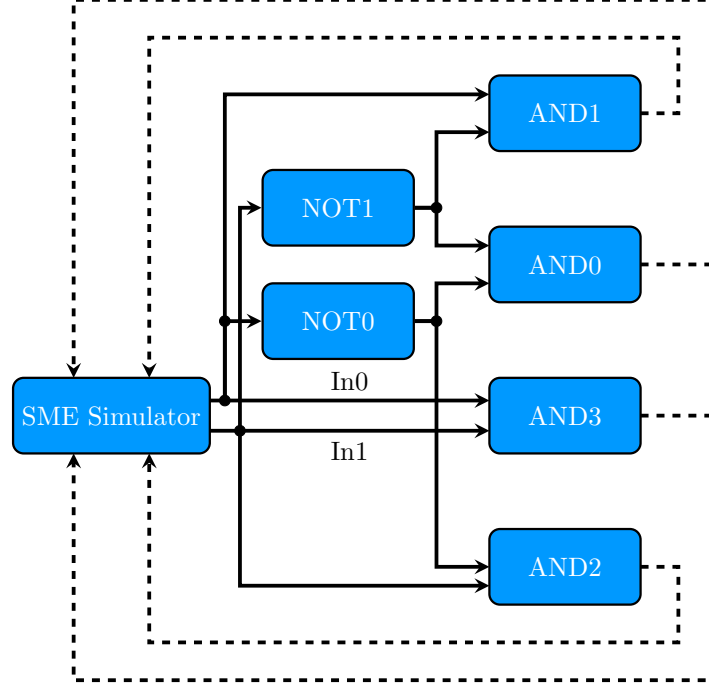 AND1
NOT1
AND0
NOT0
In0
SME Simulator
AND3
In1
AND2